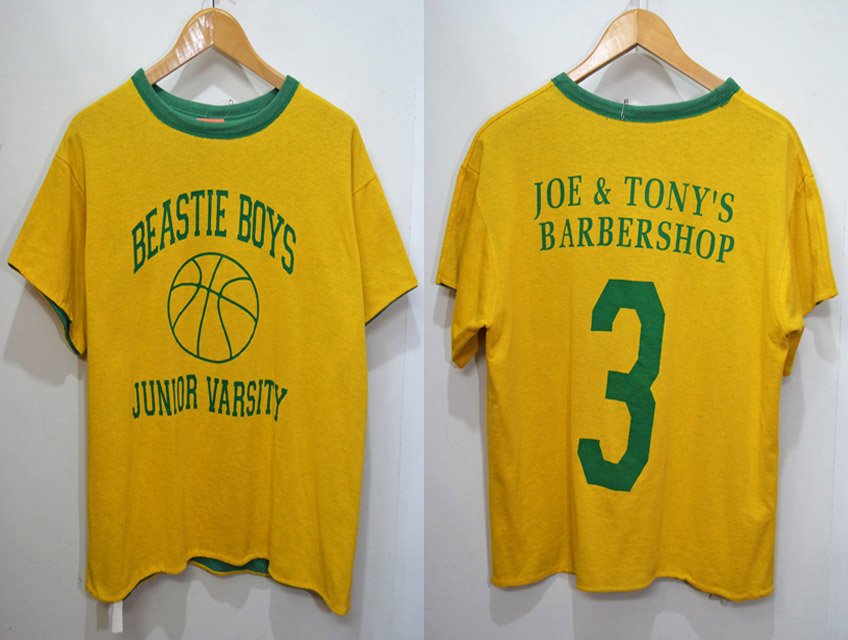 BEASTIE BOYS
JUNIOR VARSITY
JOE & TONY'S
BARBERSHOP
3